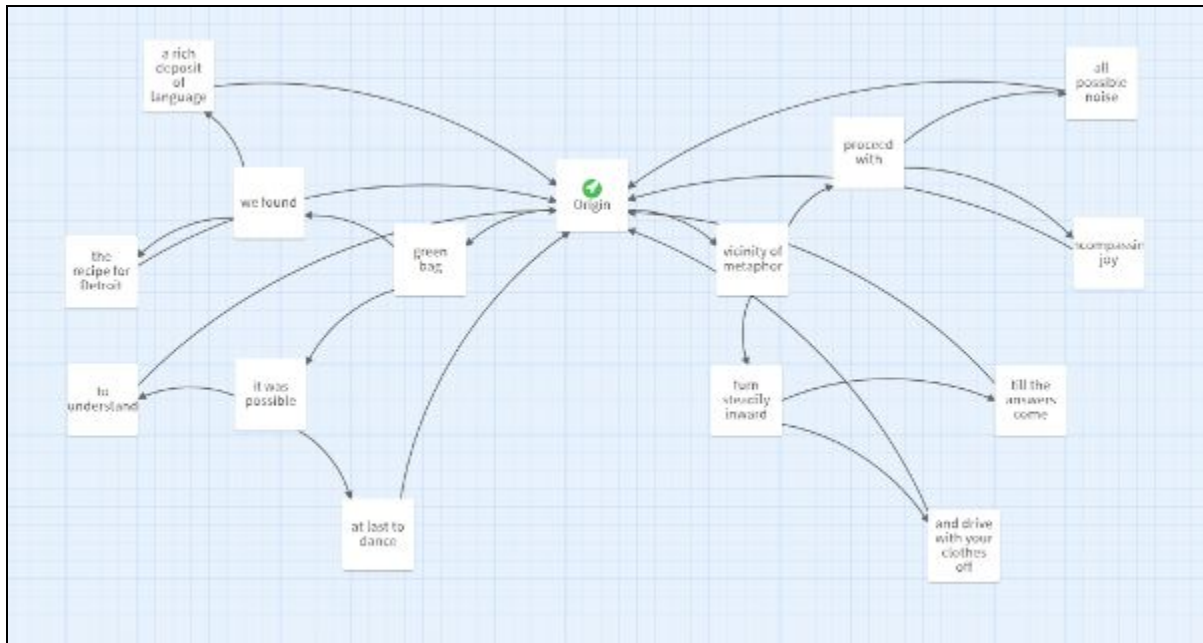 a rich
deposit
of
language
all
possible
noise
proceed
with
we found
Origin
green
bag
vicinity of
metaphor
ncompassin
joy
the
recipe for
Detroit
to
understand
it was
possible
turn
steadily
inward
till the
answers
come
at last to
dance
and drive
with your
clothes
off